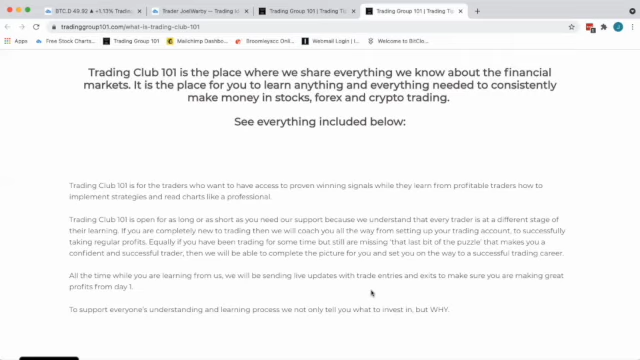 BTC,D 49.32 ▲ +1.13% Tradin
Trader JoelWarby — Trading Id
Trading Group 101 | Trading Ti
Trading Group 101 | Trading Ti
tradinggroup101.com/what-is-trading-club-101
Apps
Free Stock Charts...
Trading Group 101
Mailchimp Dashbo...
Broomleyacc Online
Webmail Login | I...
Welcome to BitClo...
Trading Club 101 is the place where we share everything we know about the financial
markets. It is the place for you to learn anything and everything needed to consistently
make money in stocks, forex and crypto trading.
See everything included below:
Trading Club 101 is for the traders who want to have access to proven winning signals while they learn from profitable traders how to
implement strategies and read charts like a professional.
Trading Club 101 is open for as long or as short as you need our support because we understand that every trader is at a different stage of
their learning. If you are completely new to trading then we will coach you all the way from setting up your trading account, to successfully
taking regular profits. Equally if you have been trading for some time but still are missing 'that last bit of the puzzle' that makes you a
confident and successful trader, then we will be able to complete the picture for you and set you on the way to a successful trading career.
All the time while you are learning from us, we will be sending live updates with trade entries and exits to make sure you are making great
profits from day 1.
To support everyone's understanding and learning process we not only tell you what to invest in, but WHY.